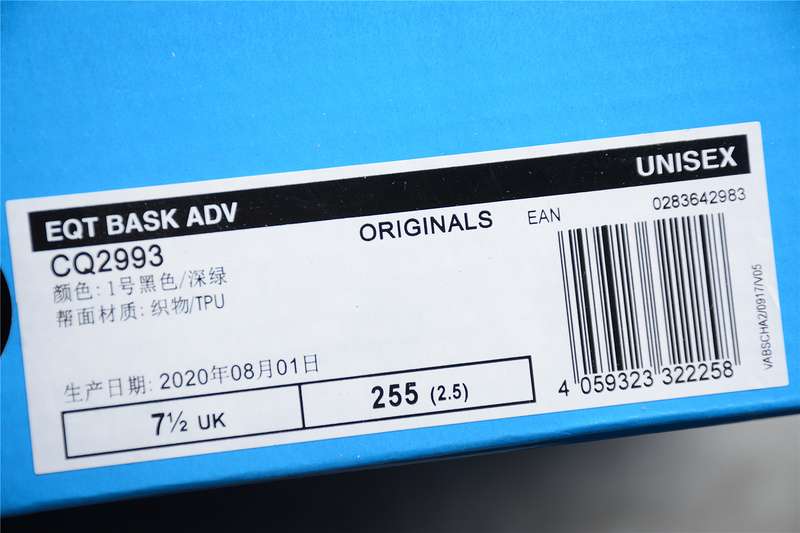 EQT BASK ADV
UNISEX
CQ2993
ORIGINALS
EAN
0283642983
颜色: 1号黑色/深绿
帮面材质: 织物/TPU
生产日期: 2020年08月01日
7½ UK
255 (2.5)
4 059323 322258
VABSCHA2/0917/V05